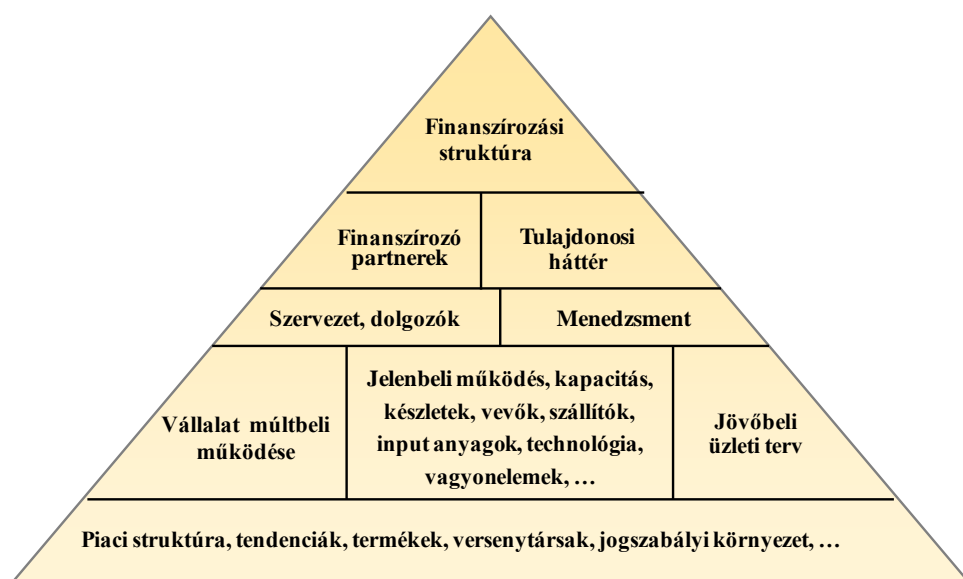 Finanszírozási
struktúra
Finanszírozó
partnerek
Tulajdonosi
háttér
Szervezet, dolgozók
Menedzsment
Vállalat múltbeli
működése
Jelenbeli működés, kapacitás,
készletek, vevők, szállítók,
input anyagok, technológia,
vagyonelemek, …
Jövőbeli
üzleti terv
Piaci struktúra, tendenciák, termékek, versenytársak, jogszabályi környezet, …